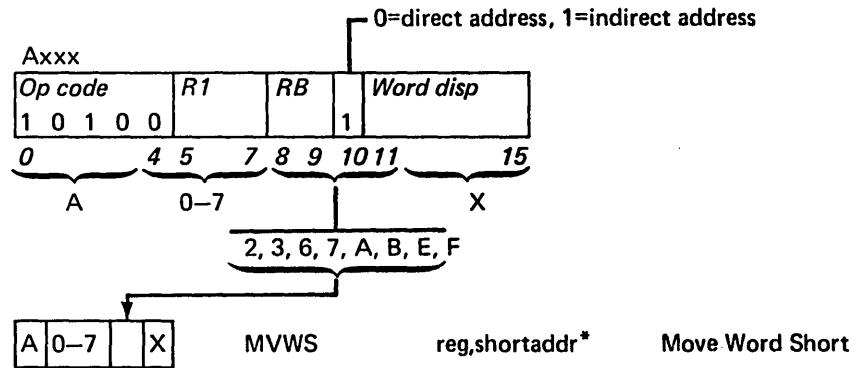 0=direct address, 1=indirect address
Axxx
Op code R1 RB Word disp
1 0 1 0 0 1
0 4 5 7 8 9 10 11 15
A 0–7 X
2, 3, 6, 7, A, B, E, F
A 0–7 X MVWS reg,shortaddr* Move Word Short